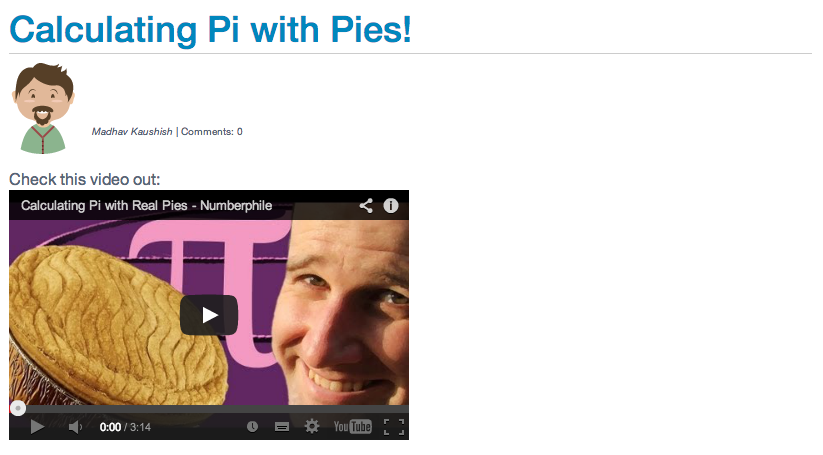 Calculating Pi with Pies!
Madhav Kaushish | Comments: 0
Check this video out:
Calculating Pi with Real Pies - Numberphile
0:00 / 3:14
YouTube